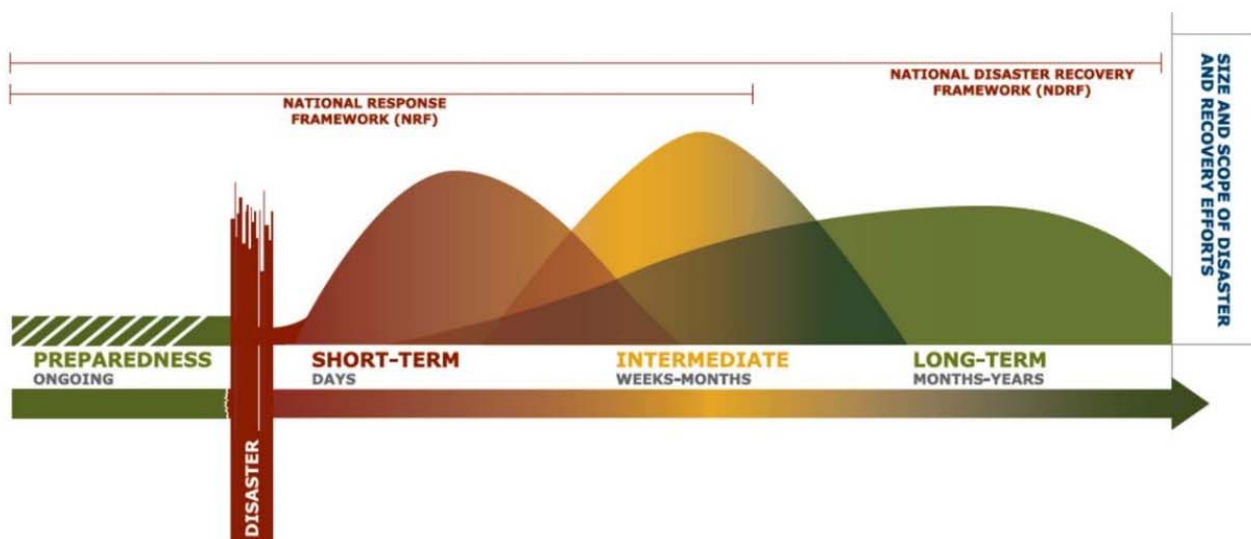 NATIONAL DISASTER RECOVERY
FRAMEWORK (NDRF)
NATIONAL RESPONSE
FRAMEWORK (NRF)
SIZE AND SCOPE OF DISASTER
AND RECOVERY EFFORTS
PREPAREDNESS
ONGOING
SHORT-TERM
DAYS
INTERMEDIATE
WEEKS-MONTHS
LONG-TERM
MONTHS-YEARS
DISASTER